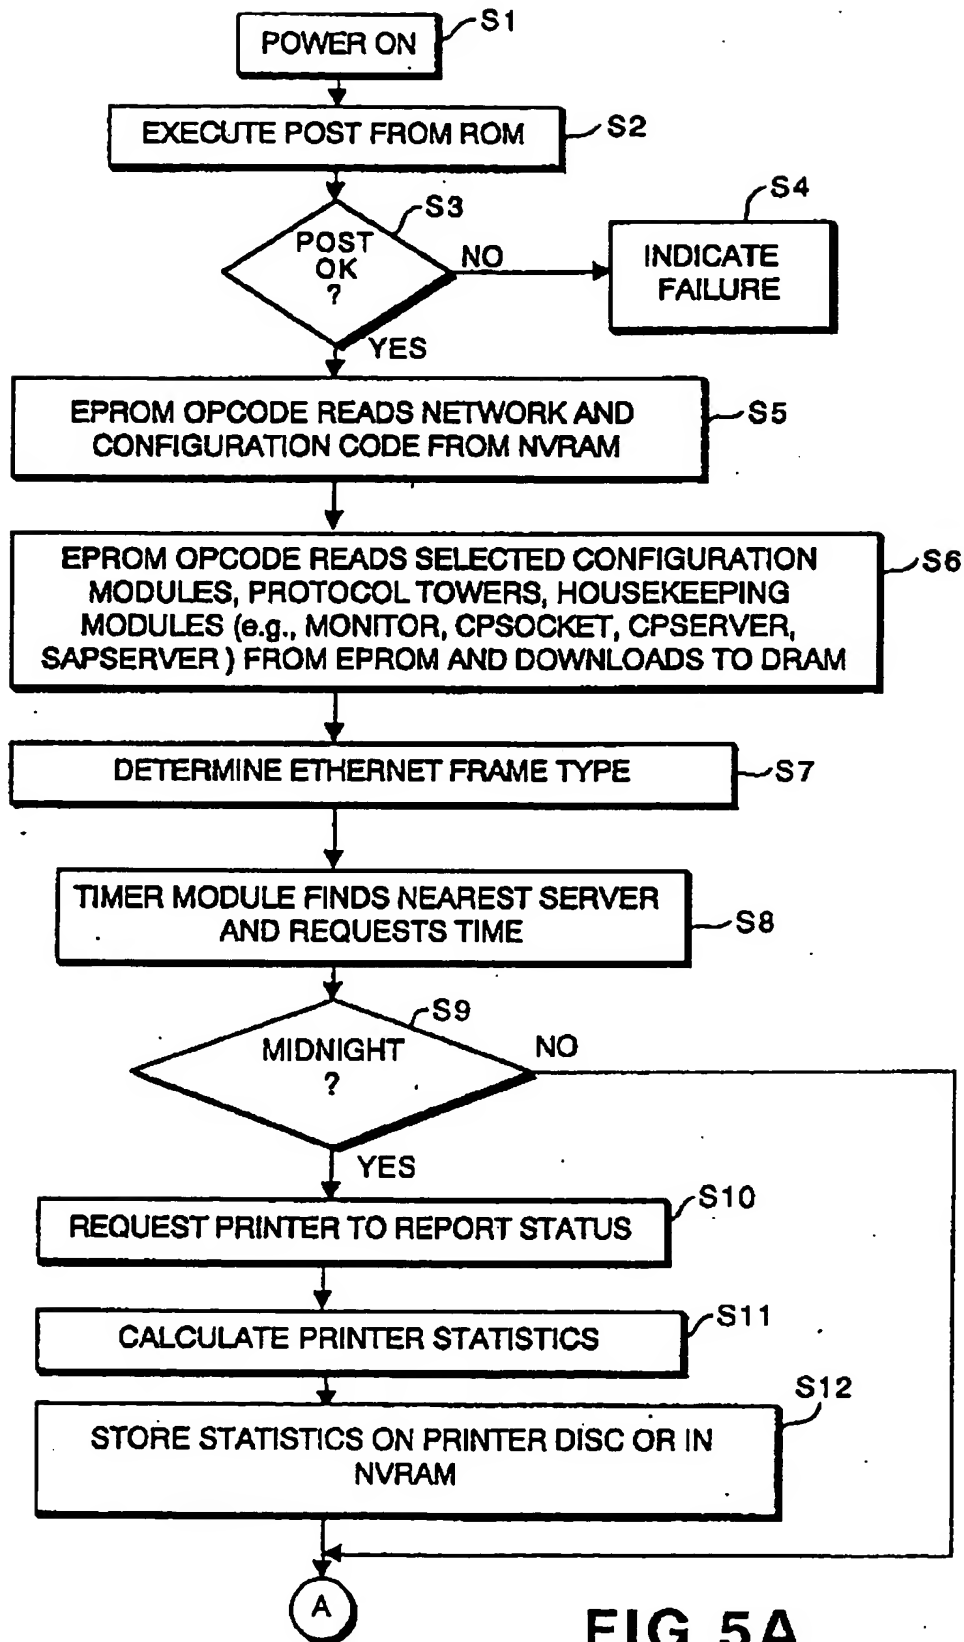 POWER ON
S1
EXECUTE POST FROM ROM
S2
S3
POST
OK
?
NO
S4
INDICATE
FAILURE
YES
EPROM OPCODE READS NETWORK AND
CONFIGURATION CODE FROM NVRAM
S5
EPROM OPCODE READS SELECTED CONFIGURATION
MODULES, PROTOCOL TOWERS, HOUSEKEEPING
MODULES (e.g., MONITOR, CPSOCKET, CPSERVER,
SAPSERVER ) FROM EPROM AND DOWNLOADS TO DRAM
S6
DETERMINE ETHERNET FRAME TYPE
S7
TIMER MODULE FINDS NEAREST SERVER
AND REQUESTS TIME
S8
S9
MIDNIGHT
?
NO
YES
REQUEST PRINTER TO REPORT STATUS
S10
CALCULATE PRINTER STATISTICS
S11
STORE STATISTICS ON PRINTER DISC OR IN
NVRAM
S12
A
FIG 5A